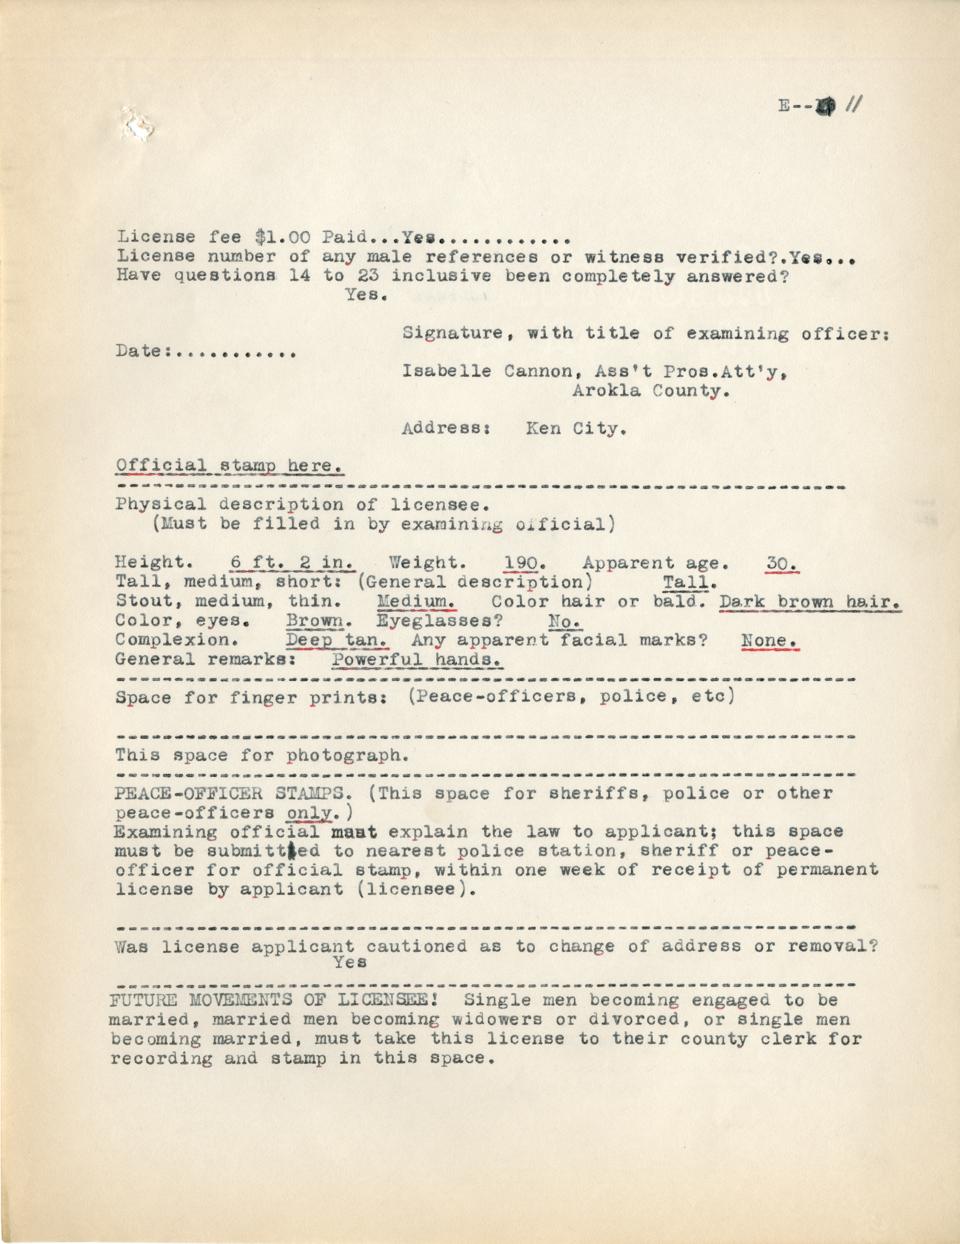 E-- 11
License fee $1.00 Paid...Yes............
License number of any male references or witness verified?.Yes...
Have questions 14 to 23 inclusive been completely answered?
Yes.
Signature, with title of examining officer:
Date:...........
Isabelle Cannon, Ass't Pros.Att'y,
Arokla County.
Address: Ken City.
Official stamp here.
Physical description of licensee.
(Must be filled in by examining official)
Height. 6 ft. 2 in. Weight. 190. Apparent age. 30.
Tall, medium, short: (General description) Tall.
Stout, medium, thin. Medium. Color hair or bald. Dark brown hair.
Color, eyes. Brown. Eyeglasses? No.
Complexion. Deep tan. Any apparent facial marks? None.
General remarks: Powerful hands.
Space for finger prints: (Peace-officers, police, etc)
This space for photograph.
PEACE-OFFICER STAMPS. (This space for sheriffs, police or other
peace-officers only.)
Examining official must explain the law to applicant; this space
must be submitted to nearest police station, sheriff or peace-
officer for official stamp, within one week of receipt of permanent
license by applicant (licensee).
Was license applicant cautioned as to change of address or removal?
Yes
FUTURE MOVEMENTS OF LICENSEE! Single men becoming engaged to be
married, married men becoming widowers or divorced, or single men
becoming married, must take this license to their county clerk for
recording and stamp in this space.